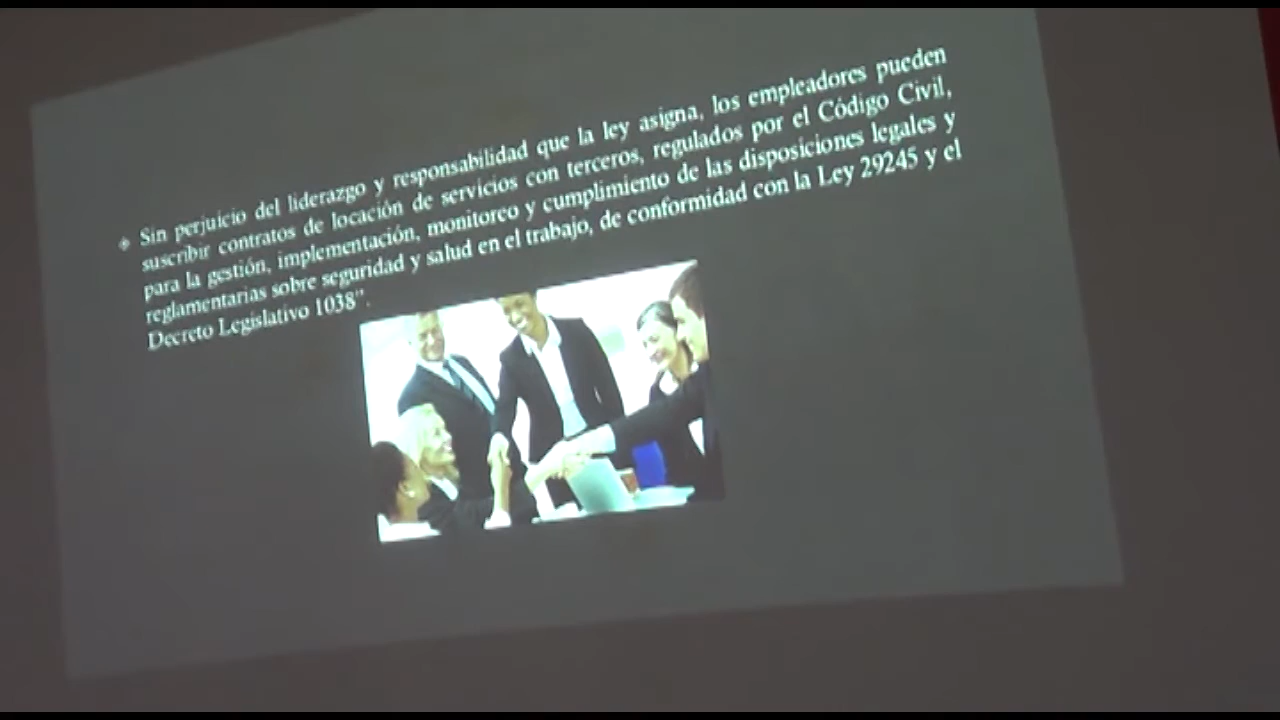 Sin perjuicio del liderazgo y responsabilidad que la ley asigna, los empleadores pueden
suscribir contratos de locación de servicios con terceros, regulados por el Código Civil,
para la gestión, implementación, monitoreo y cumplimiento de las disposiciones legales y
reglamentarias sobre seguridad y salud en el trabajo, de conformidad con la Ley 29245 y el
Decreto Legislativo 1038”.